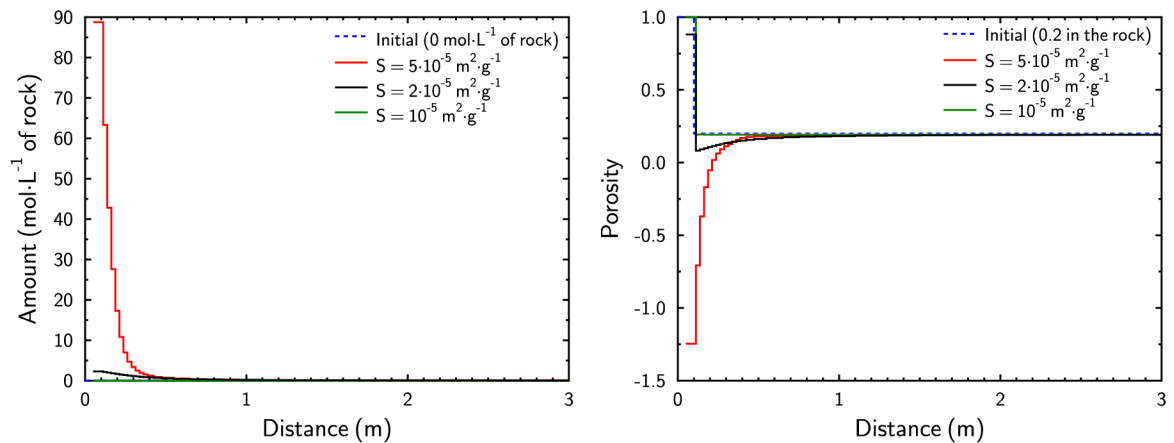 90
80
70
60
50
40
30
20
10
0
Amount (mol·L⁻¹ of rock)
Initial (0 mol·L⁻¹ of rock)
S = 5·10⁻⁵ m²·g⁻¹
S = 2·10⁻⁵ m²·g⁻¹
S = 10⁻⁵ m²·g⁻¹
0 1 2 3
Distance (m)
1.0
0.5
0.0
-0.5
-1.0
-1.5
Porosity
Initial (0.2 in the rock)
S = 5·10⁻⁵ m²·g⁻¹
S = 2·10⁻⁵ m²·g⁻¹
S = 10⁻⁵ m²·g⁻¹
0 1 2 3
Distance (m)